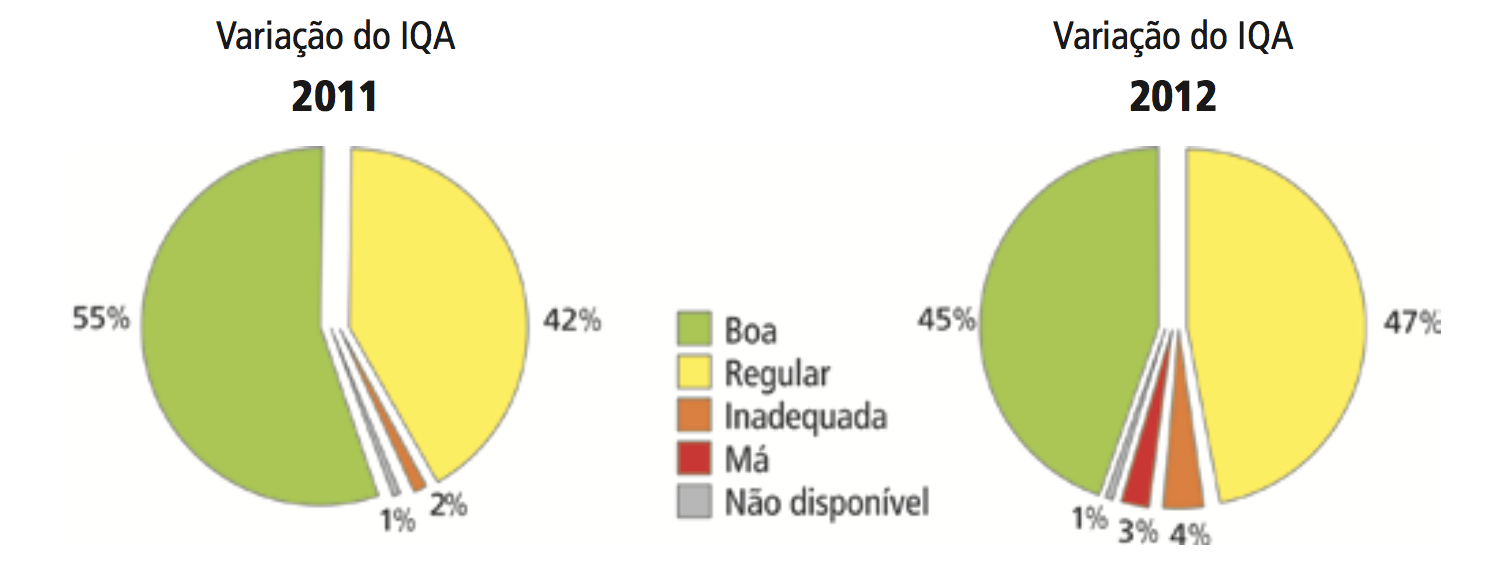 Variação do IQA
2011
55%
42%
1%
2%
Boa
Regular
Inadequada
Má
Não disponível
Variação do IQA
2012
45%
47%
1%
3%
4%